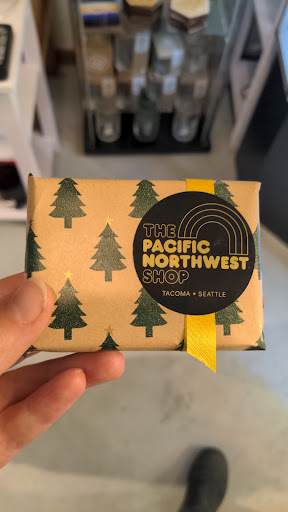 THE
PACIFIC
NORTHWEST
SHOP
TACOMA • SEATTLE